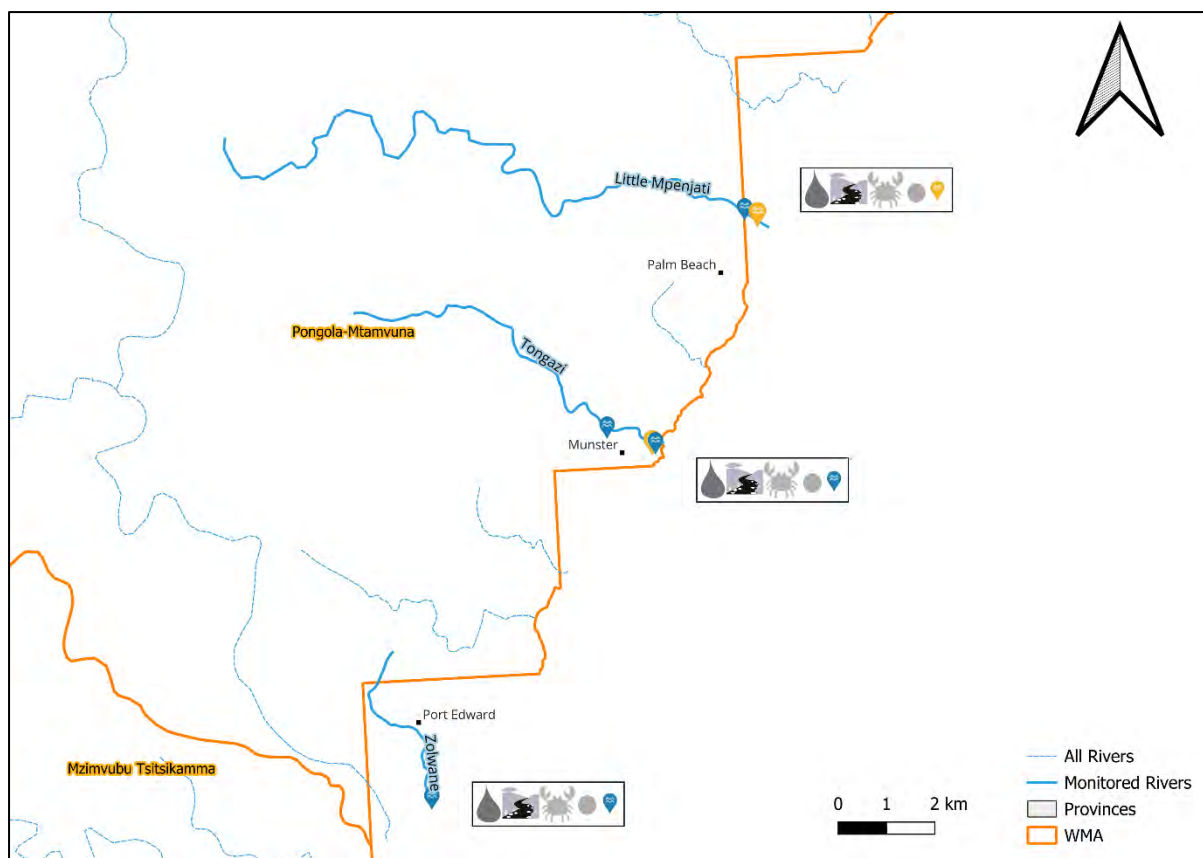 Little Mpenjati
Palm Beach
Pongola-Mtamvuna
Tongazi
Munster
Port Edward
Zolwane
Mzimvubu Tsitsikamma
0 1 2 km
All Rivers
Monitored Rivers
Provinces
WMA